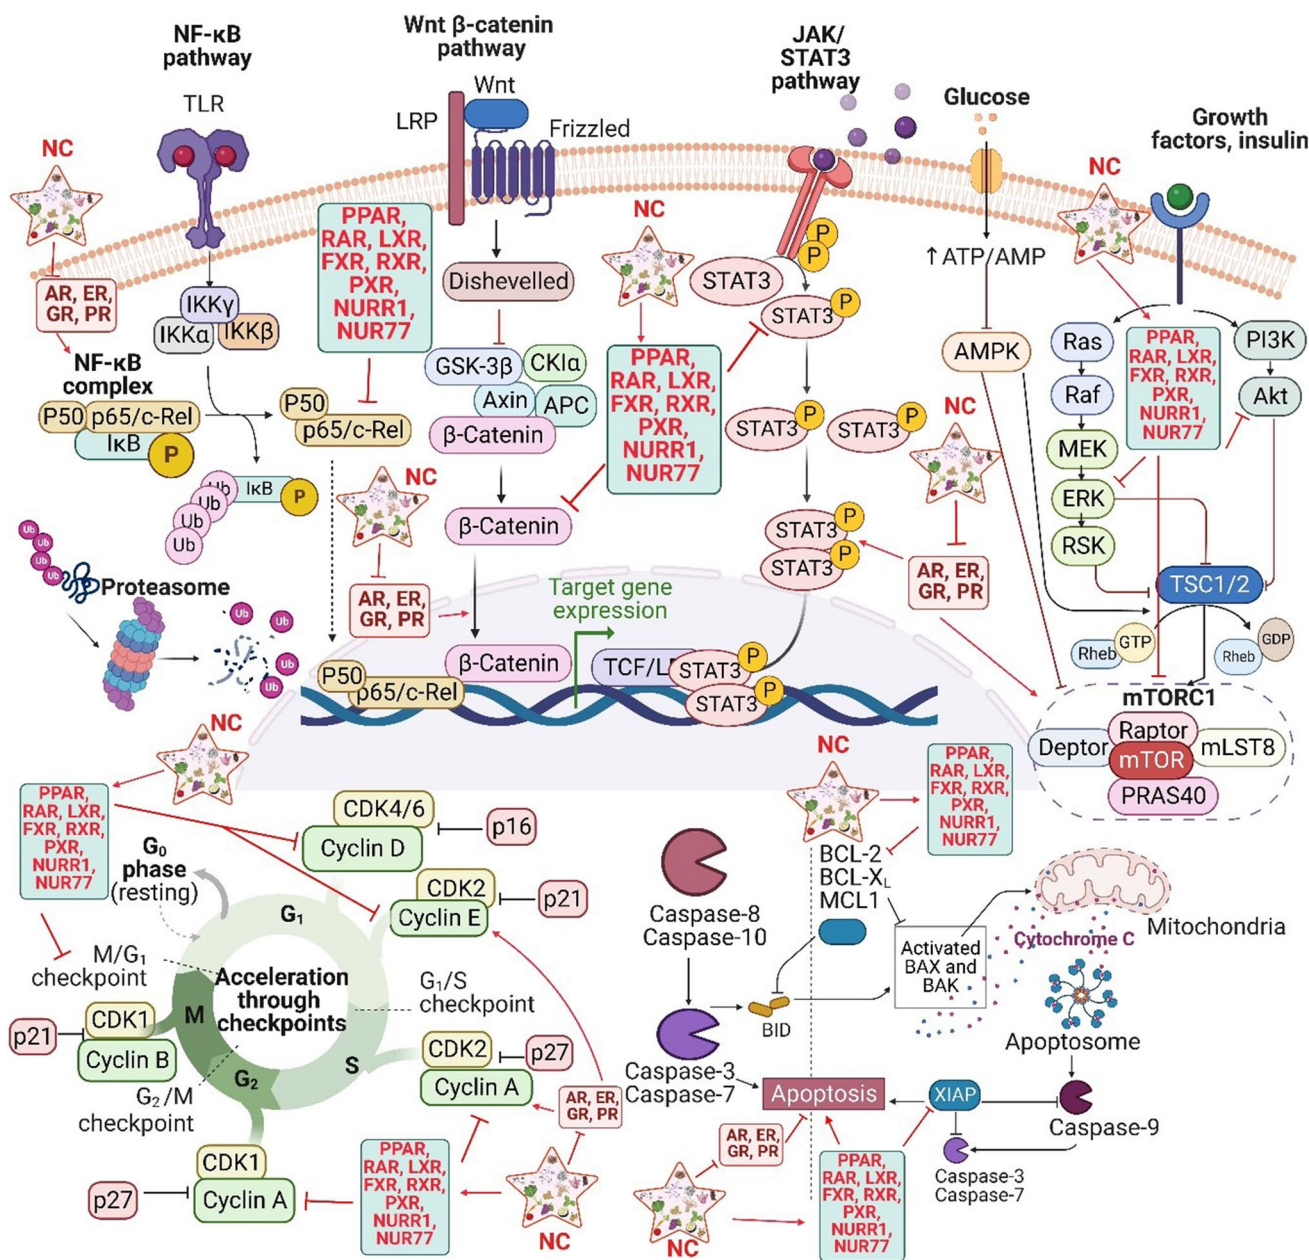 NF-κB
pathway
TLR
NC
AR, ER,
GR, PR
IKKγ
IKKα
IKKβ
NF-κB
complex
P50
p65/c-Rel
IκB
P
P50
p65/c-Rel
Ub
Ub
Ub
Ub
IκB
P
Ub
Ub
Ub
Ub
Proteasome
Ub
Ub
Ub
Ub
Wnt β-catenin
pathway
Wnt
LRP
Frizzled
PPAR,
RAR, LXR,
FXR, RXR,
PXR,
NURR1,
NUR77
Dishevelled
GSK-3β
CKIα
Axin
APC
β-Catenin
β-Catenin
NC
AR, ER,
GR, PR
β-Catenin
P50
p65/c-Rel
Target gene
expression
TCF/L
STAT3
P
STAT3
P
JAK/
STAT3
pathway
NC
PPAR,
RAR, LXR,
FXR, RXR,
PXR,
NURR1,
NUR77
P
P
STAT3
STAT3
P
STAT3
P
STAT3
P
STAT3
P
STAT3
P
NC
AR, ER,
GR, PR
Glucose
↑ATP/AMP
AMPK
Growth
factors, insulin
NC
Ras
Raf
MEK
ERK
RSK
PPAR,
RAR, LXR,
FXR, RXR,
PXR,
NURR1,
NUR77
PI3K
Akt
TSC1/2
Rheb
GTP
Rheb
GDP
mTORC1
Raptor
Deptor
mTOR
mLST8
PRAS40
NC
PPAR,
RAR, LXR,
FXR, RXR,
PXR,
NURR1,
NUR77
CDK4/6
Cyclin D
p16
CDK2
Cyclin E
p21
G0
phase
(resting)
G1
M/G1
checkpoint
Acceleration
through
checkpoints
G1/S
checkpoint
p21
CDK1
Cyclin B
M
G2
S
G2/M
checkpoint
CDK2
Cyclin A
p27
AR, ER,
GR, PR
CDK1
Cyclin A
p27
PPAR,
RAR, LXR,
FXR, RXR,
PXR,
NURR1,
NUR77
NC
NC
PPAR,
RAR, LXR,
FXR, RXR,
PXR,
NURR1,
NUR77
BCL-2
BCL-XL
MCL1
Caspase-8
Caspase-10
BID
Activated
BAX and
BAK
Mitochondria
Cytochrome C
Apoptosome
Caspase-3
Caspase-7
Apoptosis
XIAP
Caspase-9
Caspase-3
Caspase-7
AR, ER,
GR, PR
NC
PPAR,
RAR, LXR,
FXR, RXR,
PXR,
NURR1,
NUR77